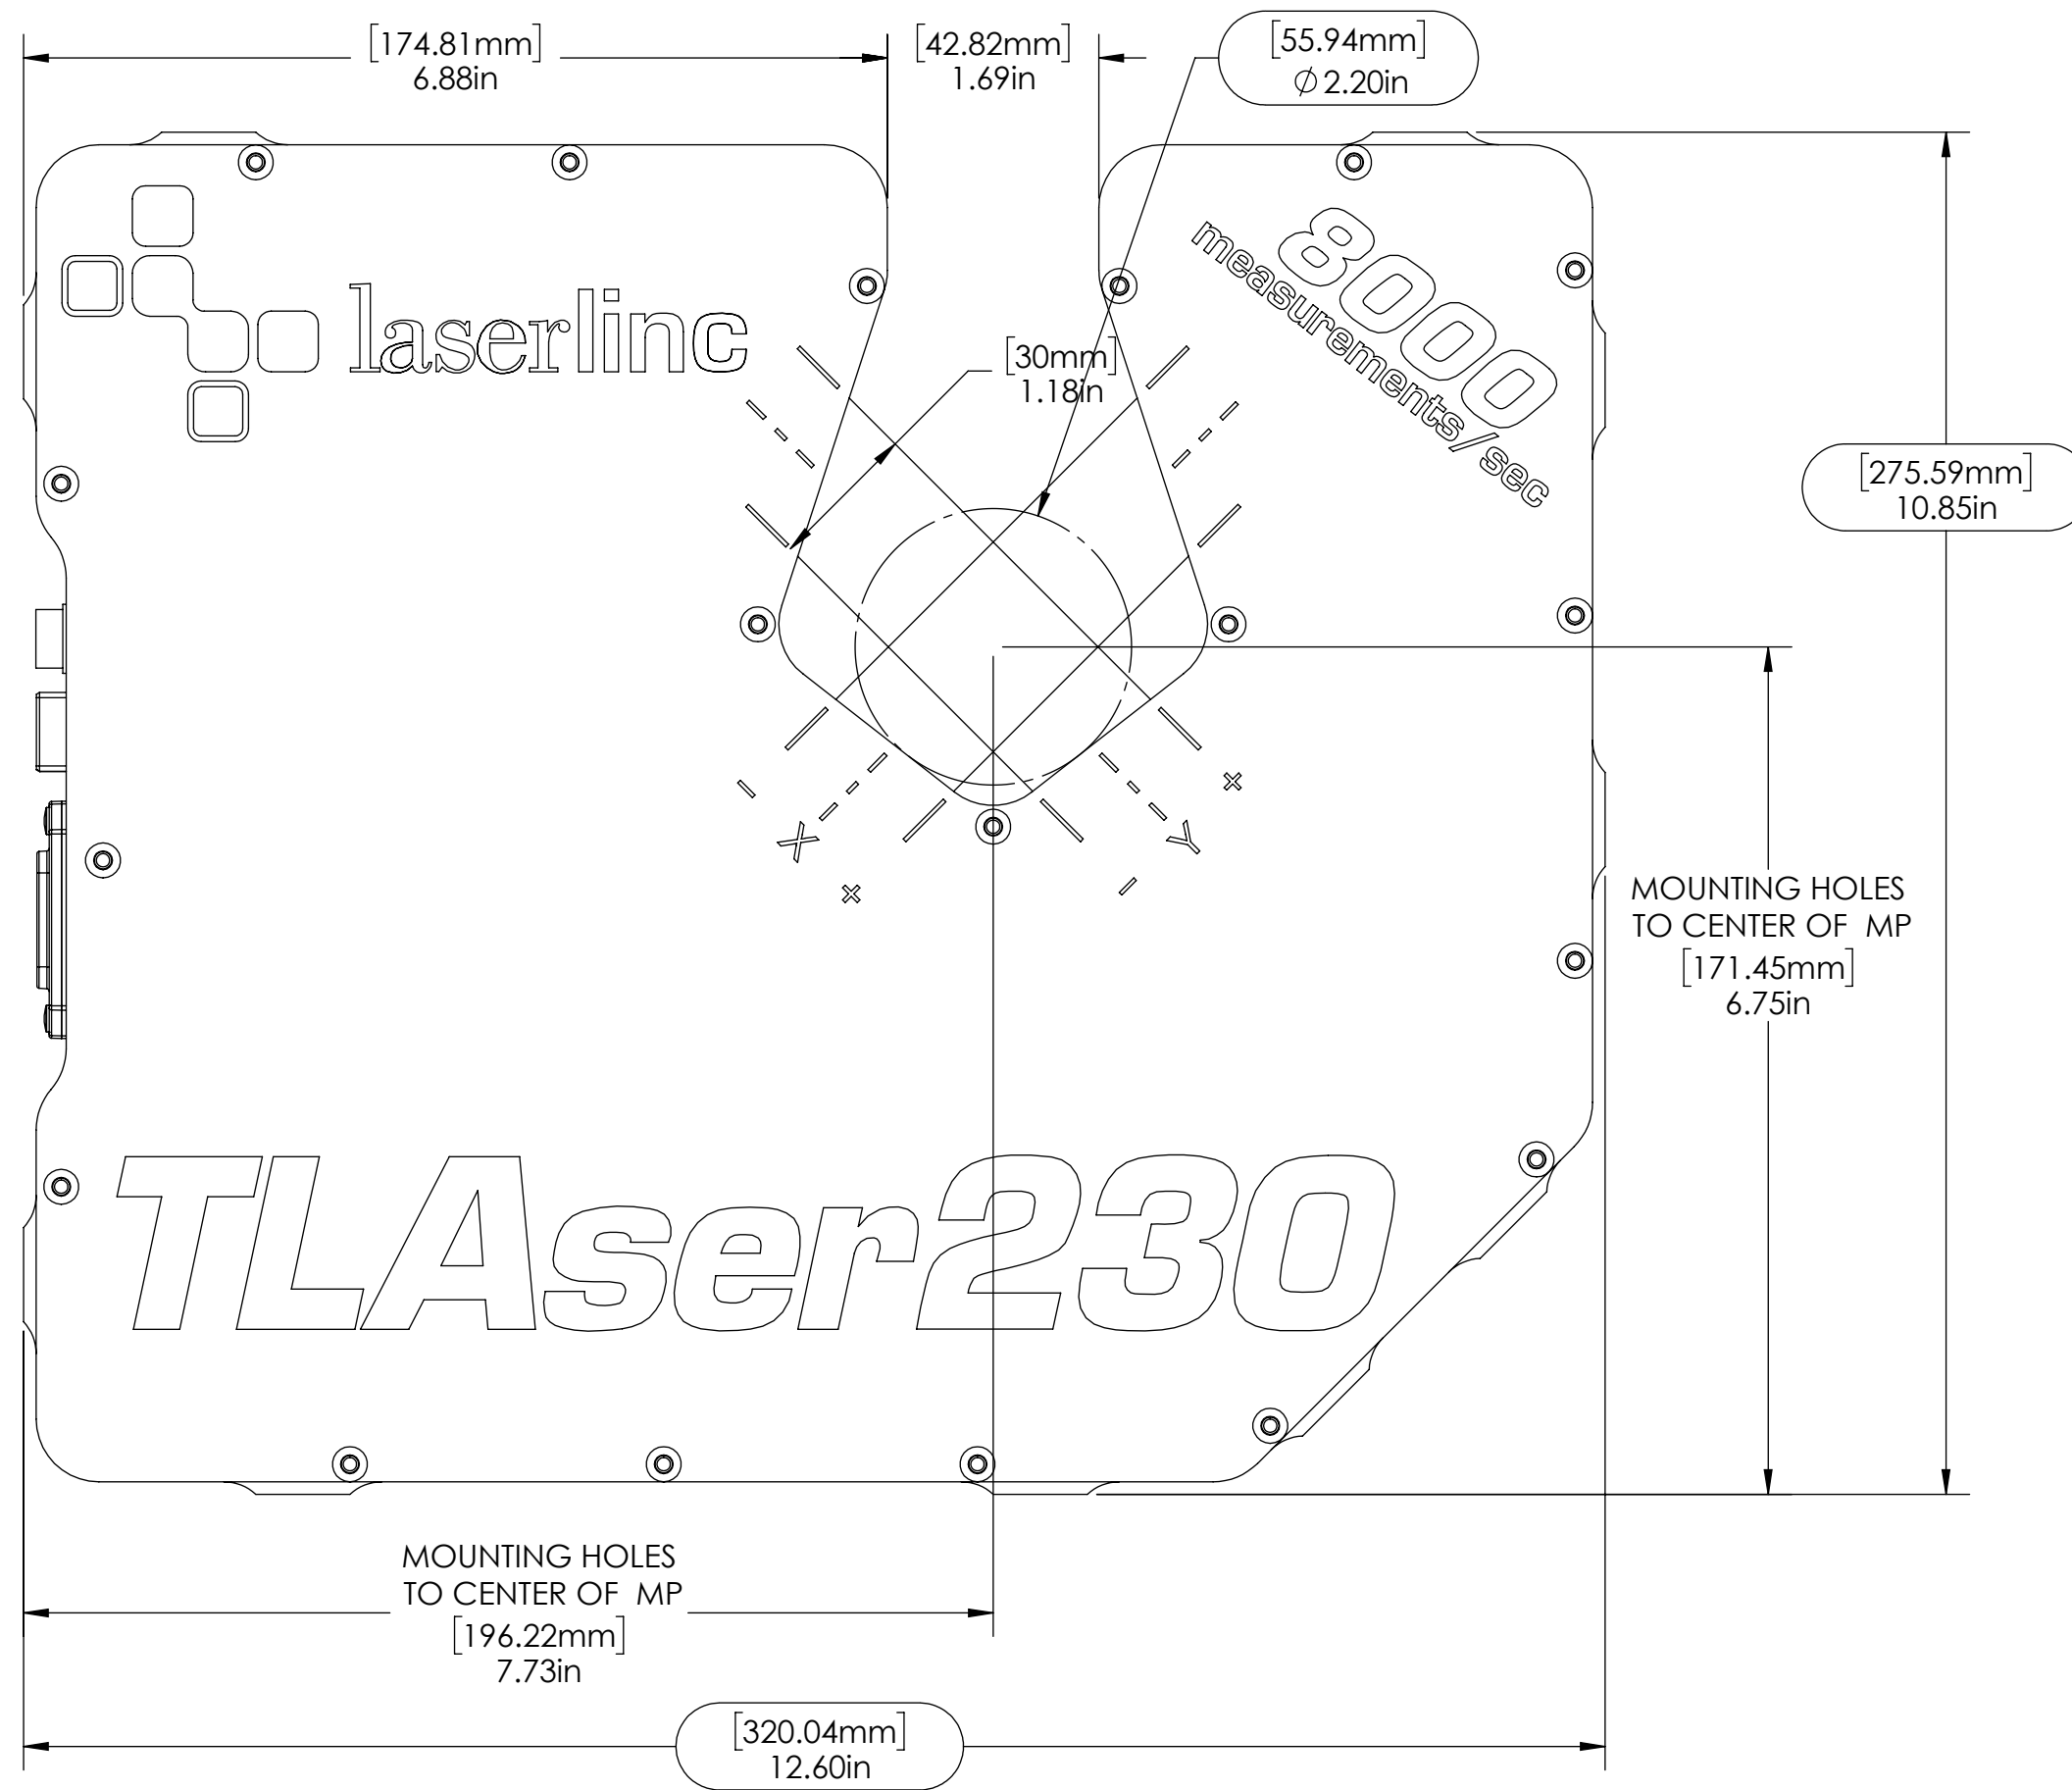 [174.81mm]
6.88in
[42.82mm]
1.69in
[55.94mm]
∅ 2.20in
laserlinc
8000
measurements/sec
[30mm]
1.18in
[275.59mm]
10.85in
- X +
+ Y -
MOUNTING HOLES
TO CENTER OF MP
[171.45mm]
6.75in
TLAser230
MOUNTING HOLES
TO CENTER OF MP
[196.22mm]
7.73in
[320.04mm]
12.60in